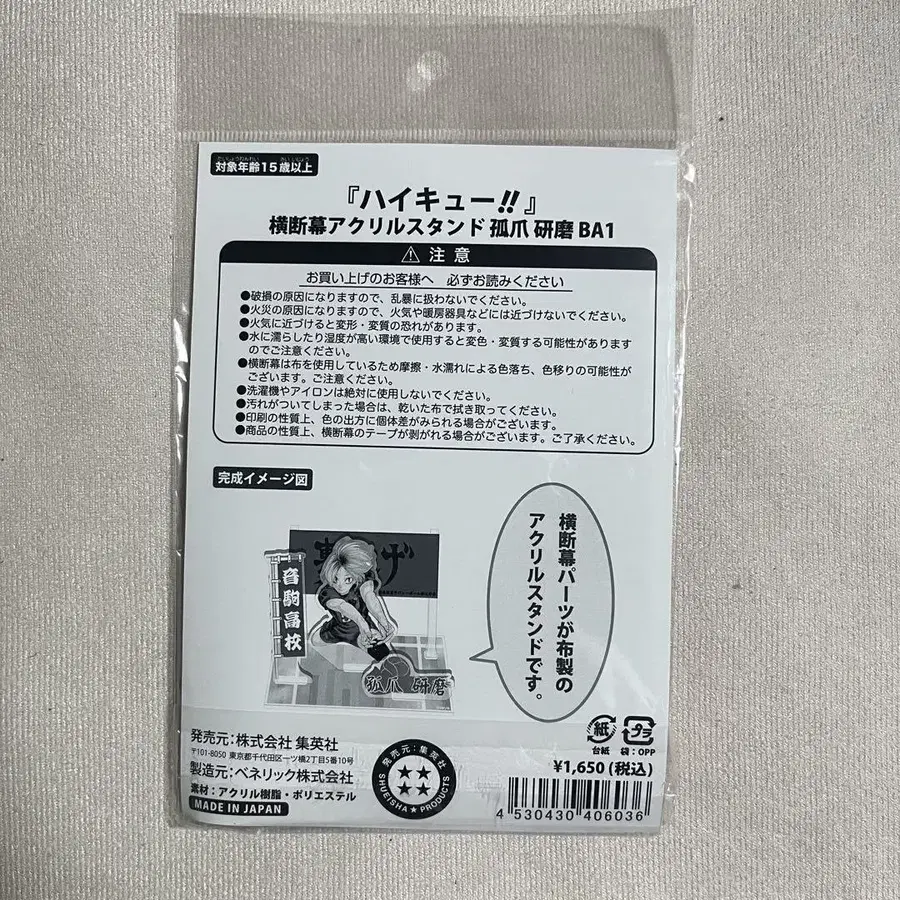 対象年齢15歳以上
『ハイキュー!!』
横断幕アクリルスタンド 孤爪 研磨 BA1
⚠ 注意
お買い上げのお客様へ 必ずお読みください
●破損の原因になりますので、乱暴に扱わないでください。
●火災の原因になりますので、火気や暖房器具などには近づけないでください。
●火気に近づけると変形・変質の恐れがあります。
●水に濡らしたり湿度が高い環境で使用すると変色・変質する可能性があります
のでご注意ください。
●横断幕は布を使用しているため摩擦・水濡れによる色落ち、色移りの可能性が
ございます。ご注意ください。
●洗濯機やアイロンは絶対に使用しないでください。
●汚れがついてしまった場合は、乾いた布で拭き取ってください。
●印刷の性質上、色の出方に個体差がみられる場合がございます。
●商品の性質上、横断幕のテープが剥がれる場合がございます。ご了承ください。
完成イメージ図
横断幕パーツが布製の
アクリルスタンドです。
音駒高校
孤爪 研磨
発売元:株式会社 集英社
〒101-8050 東京都千代田区一ツ橋2丁目5番10号
製造元:ベネリック株式会社
素材:アクリル樹脂・ポリエステル
MADE IN JAPAN
発売元:集英社
SHUEISHA★PRODUCTS
紙
台紙
プラ
袋:OPP
¥1,650(税込)
4 530430 406036